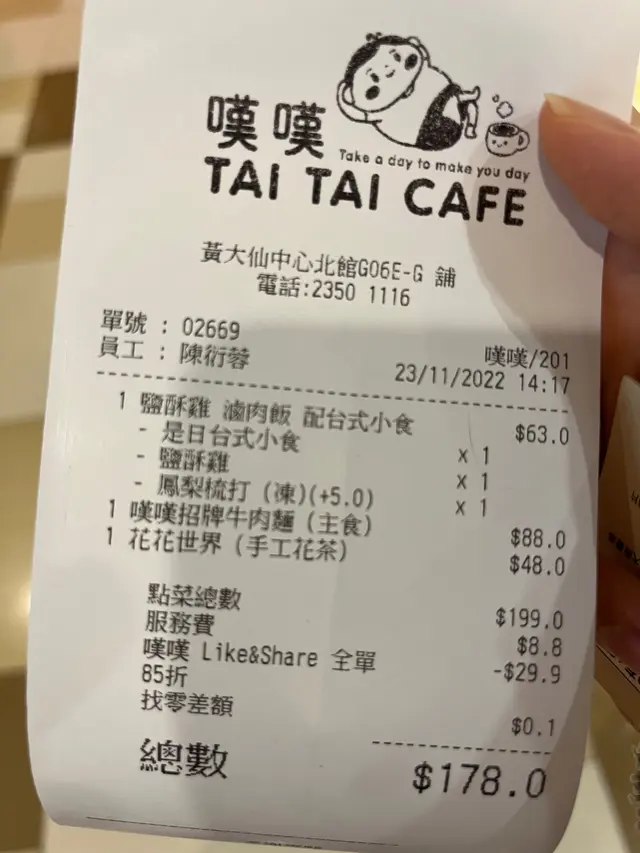 嘆嘆
Take a day to make you day
TAI TAI CAFE
黃大仙中心北館G06E-G 舖
電話:2350 1116
單號 : 02669
員工 : 陳衍蓉
嘆嘆/201
23/11/2022 14:17
1 鹽酥雞 滷肉飯 配台式小食 $63.0
- 是日台式小食 x 1
- 鹽酥雞 x 1
- 鳳梨梳打 (凍)(+5.0) x 1
1 嘆嘆招牌牛肉麵 (主食) $88.0
1 花花世界 (手工花茶) $48.0
點菜總數 $199.0
服務費 $8.8
嘆嘆 Like&Share 全單 -$29.9
85折
找零差額 $0.1
總數 $178.0